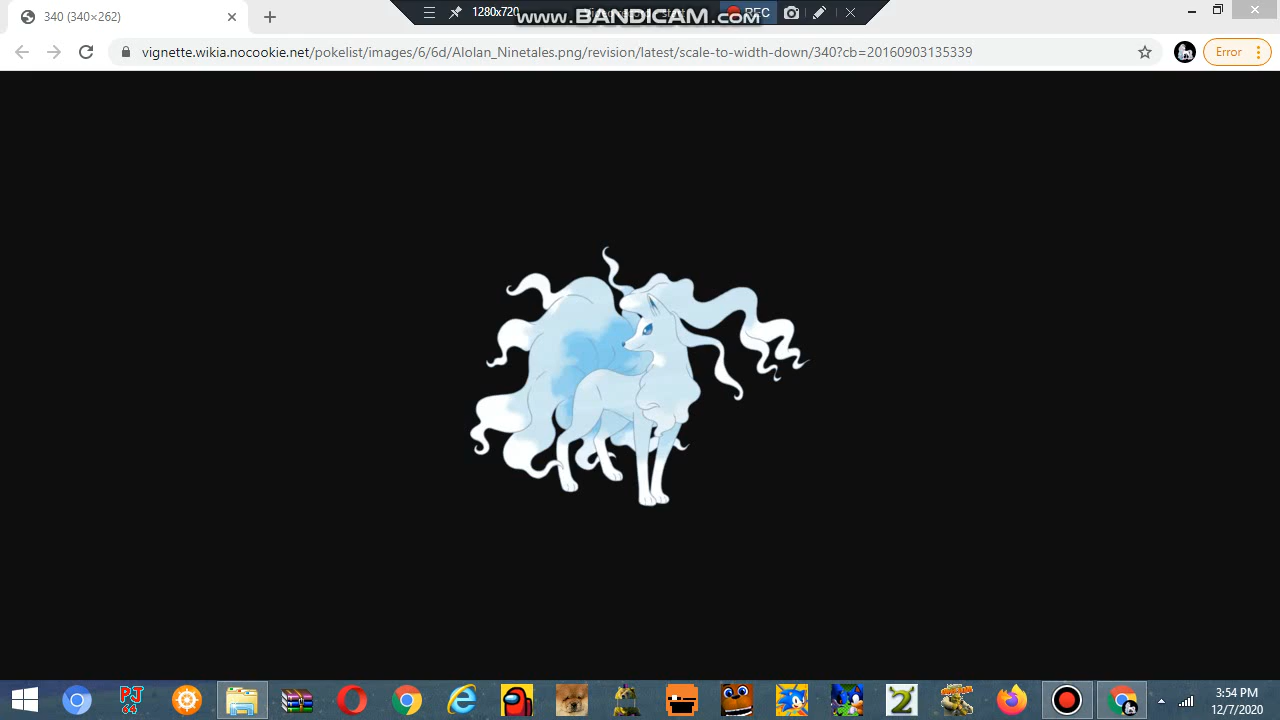 340 (340×262)
1280x720
www.BANDICAM.com
REC
vignette.wikia.nocookie.net/pokelist/images/6/6d/Alolan_Ninetales.png/revision/latest/scale-to-width-down/340?cb=20160903135339
Error
PJ
64
3:54 PM
12/7/2020